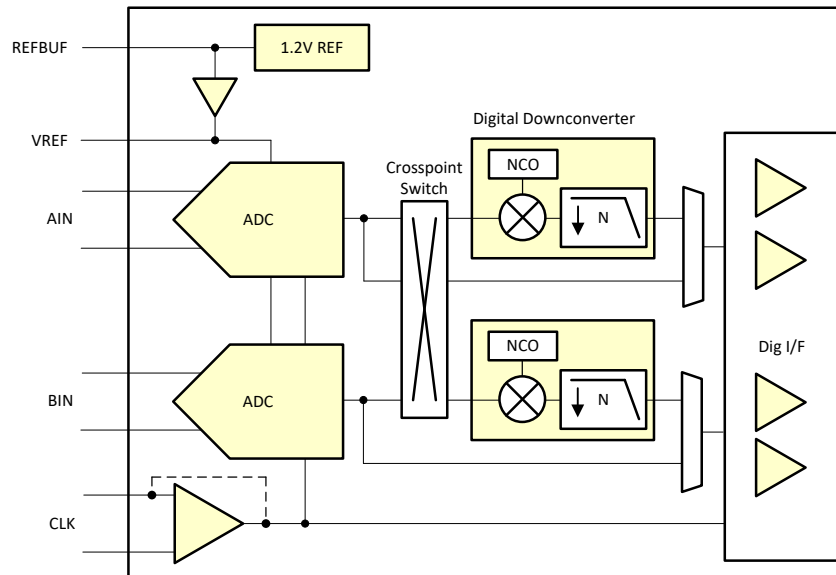 REFBUF
1.2V REF
VREF
Digital Downconverter
Crosspoint
Switch
NCO
AIN
ADC
N
NCO
Dig I/F
BIN
ADC
N
CLK